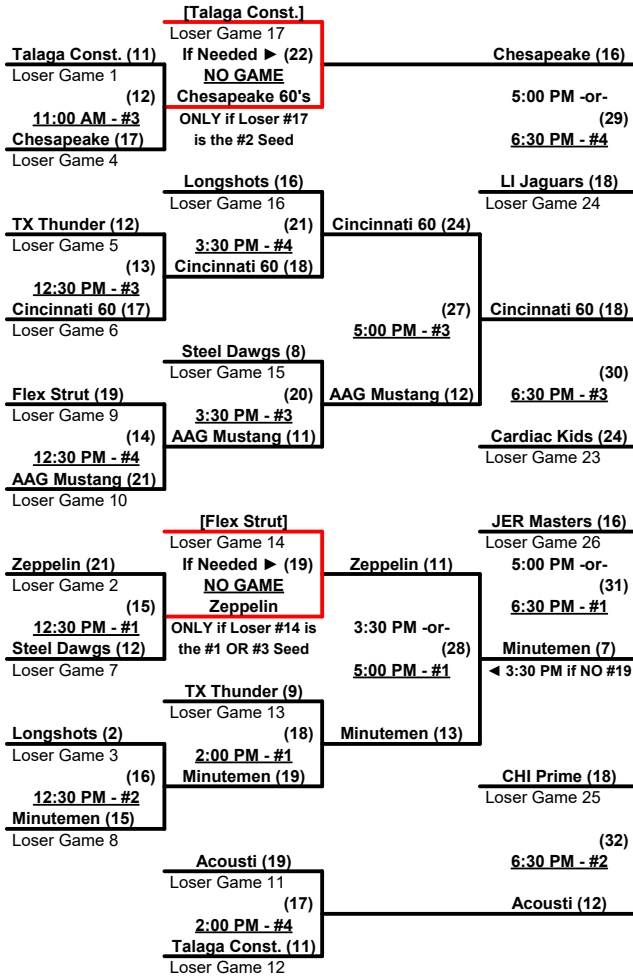 [Talaga Const.]
Loser Game 17
Talaga Const. (11)
If Needed ► (22)
Chesapeake (16)
Loser Game 1
NO GAME
(12)
Chesapeake 60's
5:00 PM -or-
11:00 AM - #3
ONLY if Loser #17
(29)
Chesapeake (17)
is the #2 Seed
6:30 PM - #4
Loser Game 4
Longshots (16)
LI Jaguars (18)
Loser Game 16
Loser Game 24
TX Thunder (12)
(21)
Cincinnati 60 (24)
Loser Game 5
3:30 PM - #4
(13)
Cincinnati 60 (18)
12:30 PM - #3
Cincinnati 60 (17)
(27)
Cincinnati 60 (18)
Loser Game 6
5:00 PM - #3
Steel Dawgs (8)
Loser Game 15
(30)
Flex Strut (19)
(20)
AAG Mustang (12)
6:30 PM - #3
Loser Game 9
3:30 PM - #3
(14)
AAG Mustang (11)
Cardiac Kids (24)
12:30 PM - #4
Loser Game 23
AAG Mustang (21)
Loser Game 10
[Flex Strut]
JER Masters (16)
Loser Game 14
Loser Game 26
Zeppelin (21)
If Needed ► (19)
Zeppelin (11)
5:00 PM -or-
Loser Game 2
NO GAME
(31)
(15)
Zeppelin
6:30 PM - #1
12:30 PM - #1
ONLY if Loser #14 is
3:30 PM -or-
Steel Dawgs (12)
the #1 OR #3 Seed
(28)
Minutemen (7)
Loser Game 7
5:00 PM - #1
◄ 3:30 PM if NO #19
TX Thunder (9)
Loser Game 13
Longshots (2)
(18)
Minutemen (13)
Loser Game 3
2:00 PM - #1
(16)
Minutemen (19)
CHI Prime (18)
12:30 PM - #2
Loser Game 25
Minutemen (15)
Loser Game 8
(32)
Acousti (19)
6:30 PM - #2
Loser Game 11
(17)
Acousti (12)
2:00 PM - #4
Talaga Const. (11)
Loser Game 12